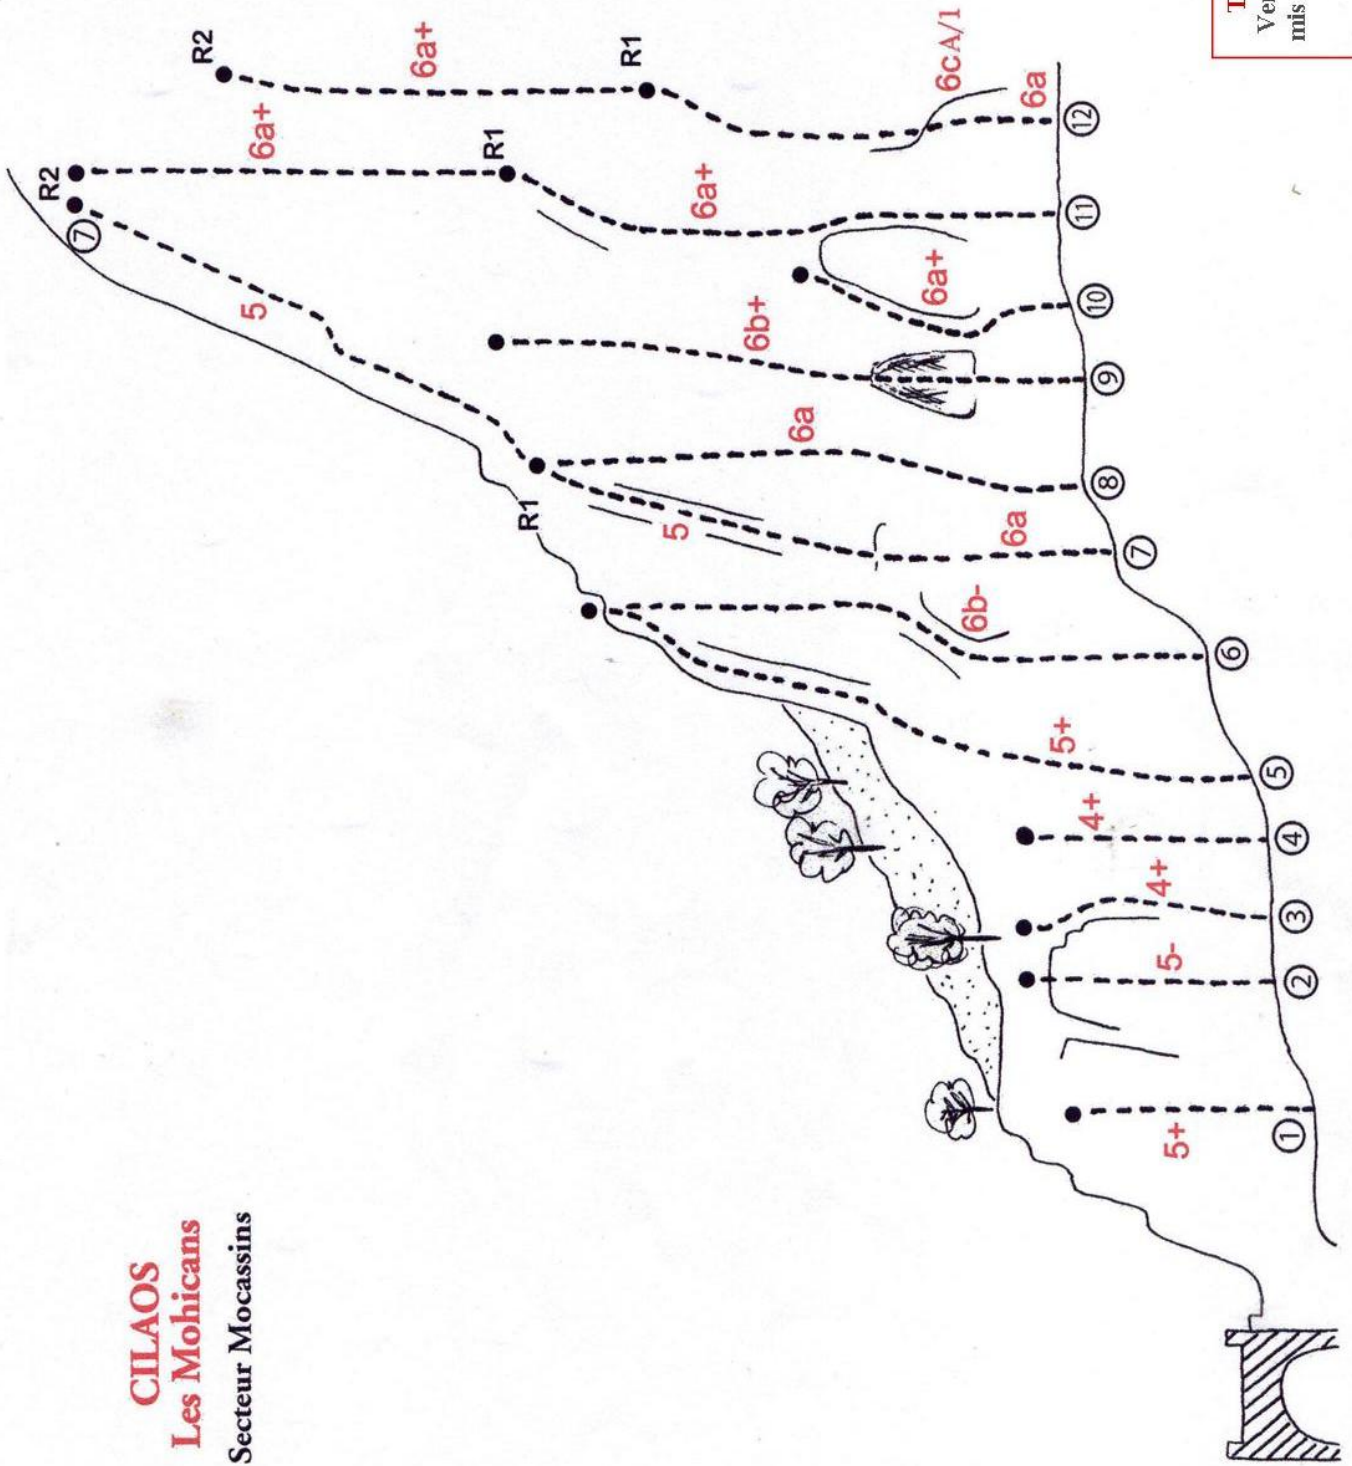 CILAOS
Les Mohicans
Secteur Mocassins
R2
R2
7
6a+
6a+
5
R1
R1
R1
6a+
6b+
6a
5
6a+
6cA/1
6a
6a
6b-
5+
4+
4+
5-
5+
1
2
3
4
5
6
7
8
9
10
11
12
T
Ver
mis